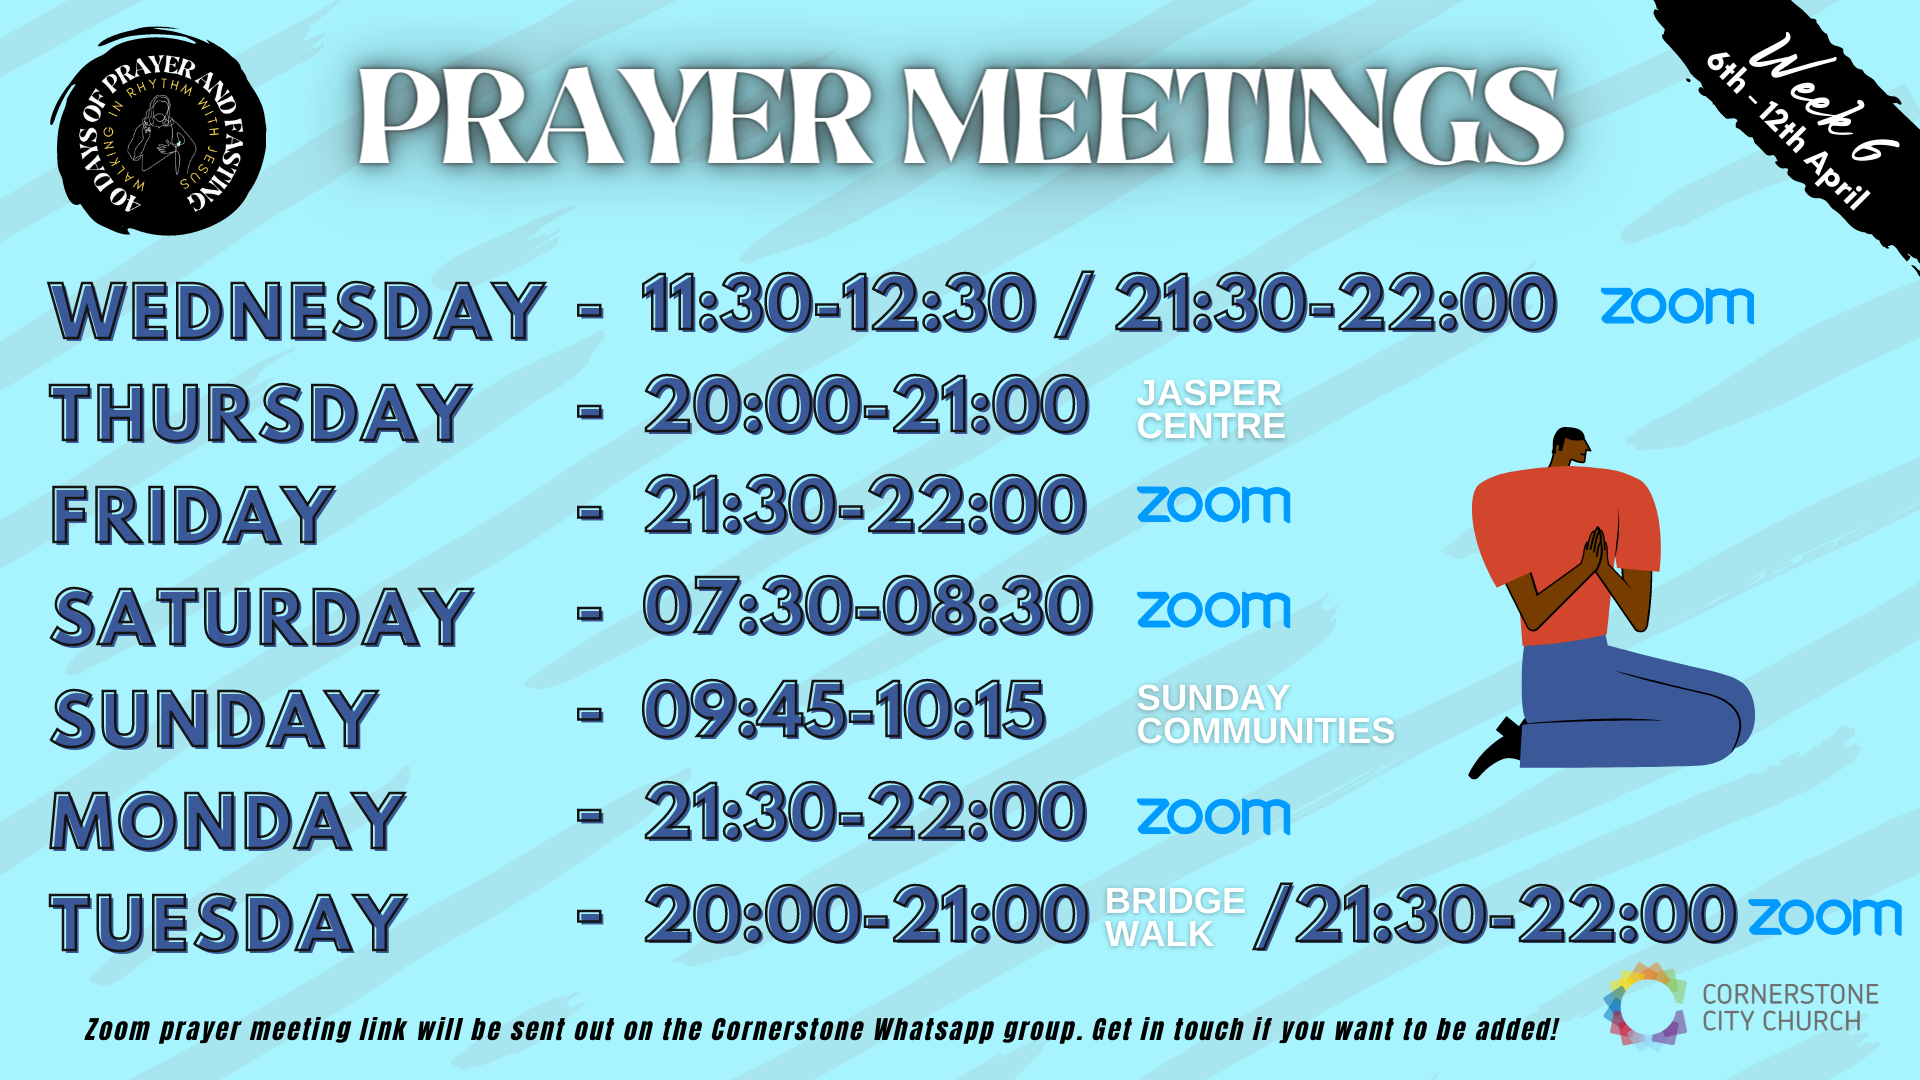 40 DAYS OF PRAYER AND FASTING
WALKING IN RHYTHM WITH JESUS
PRAYER MEETINGS
Week 6
6th - 12th April
WEDNESDAY - 11:30-12:30 / 21:30-22:00 zoom
THURSDAY - 20:00-21:00 JASPER CENTRE
FRIDAY - 21:30-22:00 zoom
SATURDAY - 07:30-08:30 zoom
SUNDAY - 09:45-10:15 SUNDAY COMMUNITIES
MONDAY - 21:30-22:00 zoom
TUESDAY - 20:00-21:00 BRIDGE WALK /21:30-22:00 zoom
Zoom prayer meeting link will be sent out on the Cornerstone Whatsapp group. Get in touch if you want to be added!
CORNERSTONE
CITY CHURCH